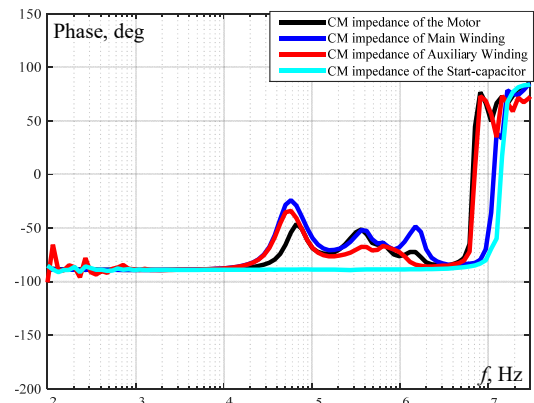 150
Phase, deg
CM impedance of the Motor
CM impedance of Main Winding
CM impedance of Auxiliary Winding
CM impedance of the Start-capacitor
100
50
0
-50
-100
-150
-200
f, Hz
2
3
4
5
6
7